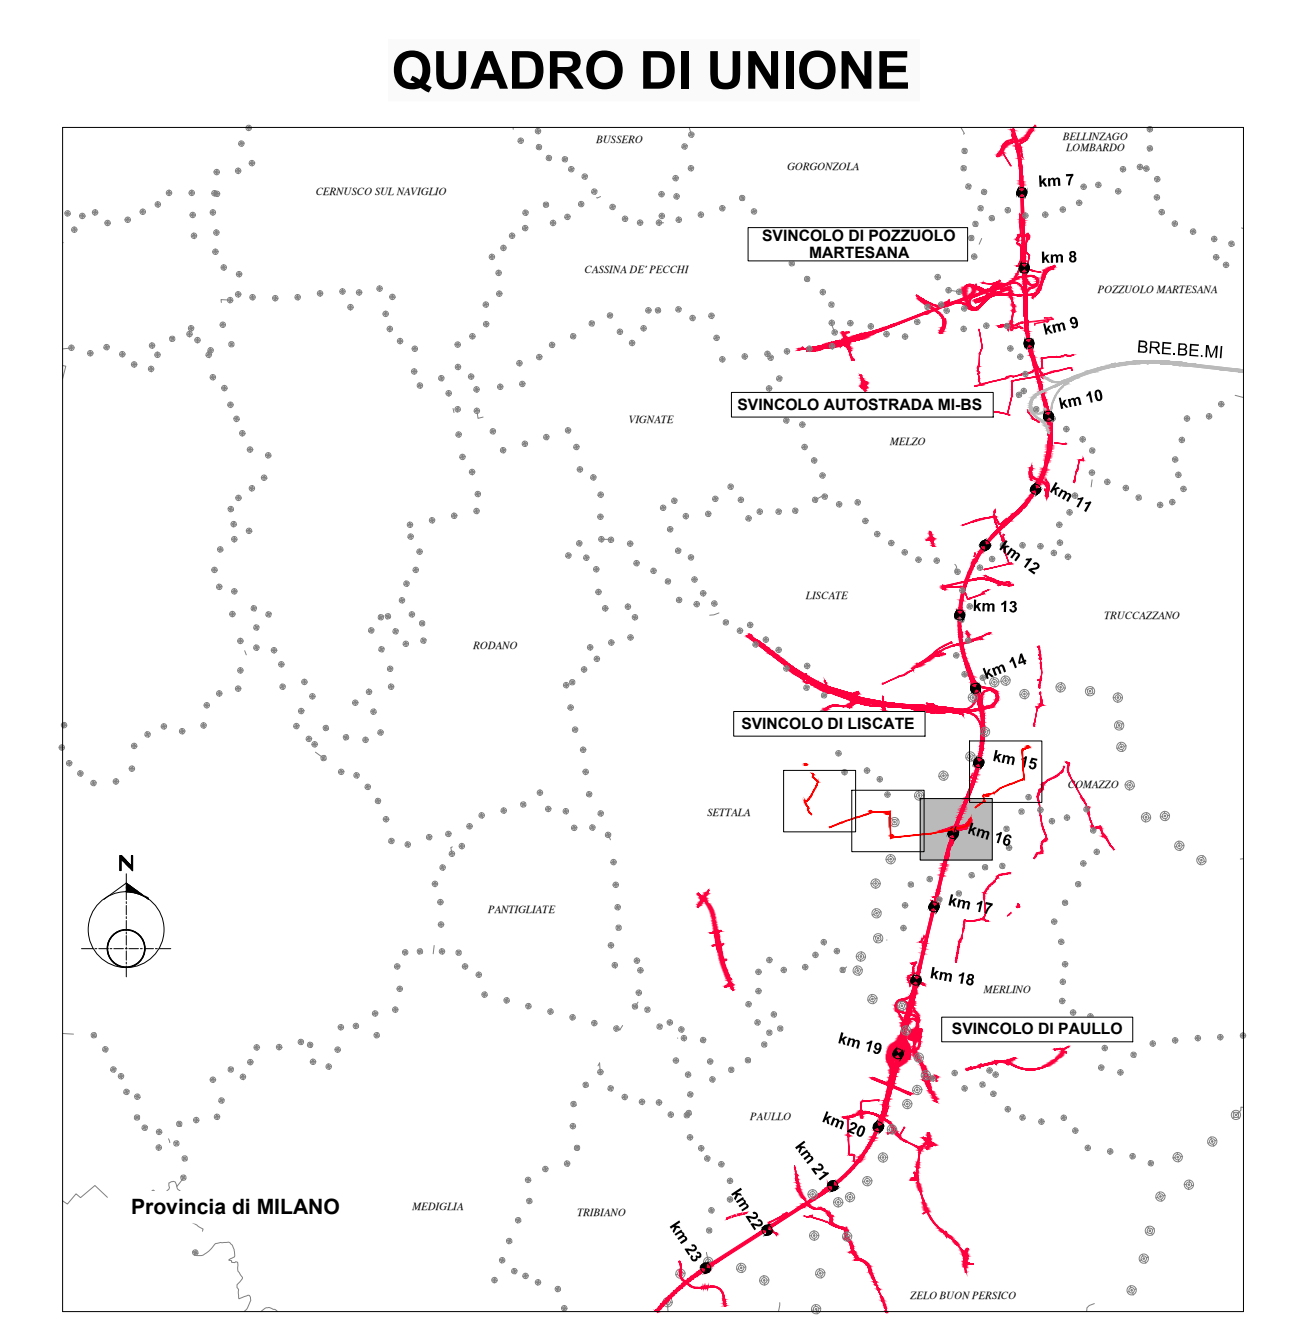 QUADRO DI UNIONE
BUSSERO
BELLINZAGO
LOMBARDO
GORGONZOLA
CERNUSCO SUL NAVIGLIO
km 7
SVINCOLO DI POZZUOLO
MARTESANA
km 8
CASSINA DE' PECCHI
POZZUOLO MARTESANA
km 9
BRE.BE.MI
km 10
SVINCOLO AUTOSTRADA MI-BS
VIGNATE
MELZO
km 11
km 12
LISCATE
km 13
TRUCCAZZANO
RODANO
km 14
SVINCOLO DI LISCATE
km 15
COMAZZO
SETTALA
km 16
N
PANTIGLIATE
km 17
km 18
MERLINO
SVINCOLO DI PAULLO
km 19
PAULLO
km 20
km 21
Provincia di MILANO
MEDIGLIA
TRIBIANO
km 22
km 23
ZELO BUON PERSICO